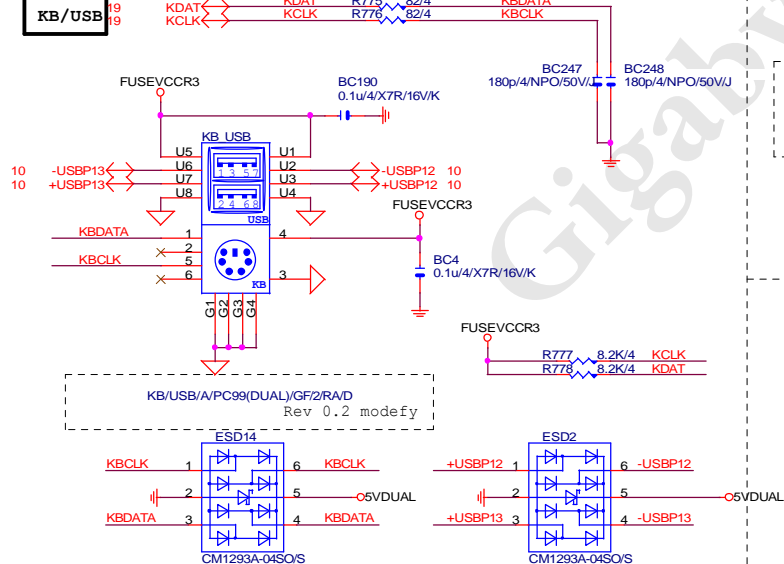 KB/USB
19 KDAT KDAT R775 82/4 KBDATA
19 KCLK KCLK R776 82/4 KBCLK
BC247 BC248
180p/4/NPO/50V/J 180p/4/NPO/50V/J
FUSEVCCR3 BC190
0.1u/4/X7R/16V/K
KB_USB
U5 U1
10 -USBP13 U6 U2 -USBP12 10
10 +USBP13 U7 U3 +USBP12 10
U8 U4
1 3 5 7
2 4 6 8
USB
FUSEVCCR3
KBDATA 1 4
2
KBCLK 5
6 3
KB
BC4
0.1u/4/X7R/16V/K
G1 G2 G3 G4
FUSEVCCR3
R777 8.2K/4 KCLK
R778 8.2K/4 KDAT
KB/USB/A/PC99(DUAL)/GF/2/RA/D
Rev 0.2 modefy
ESD14
KBCLK 1 6 KBCLK
2 5 5VDUAL
KBDATA 3 4 KBDATA
CM1293A-04SO/S
ESD2
+USBP12 1 6 -USBP12
2 5 5VDUAL
+USBP13 3 4 -USBP13
CM1293A-04SO/S
Gigaby